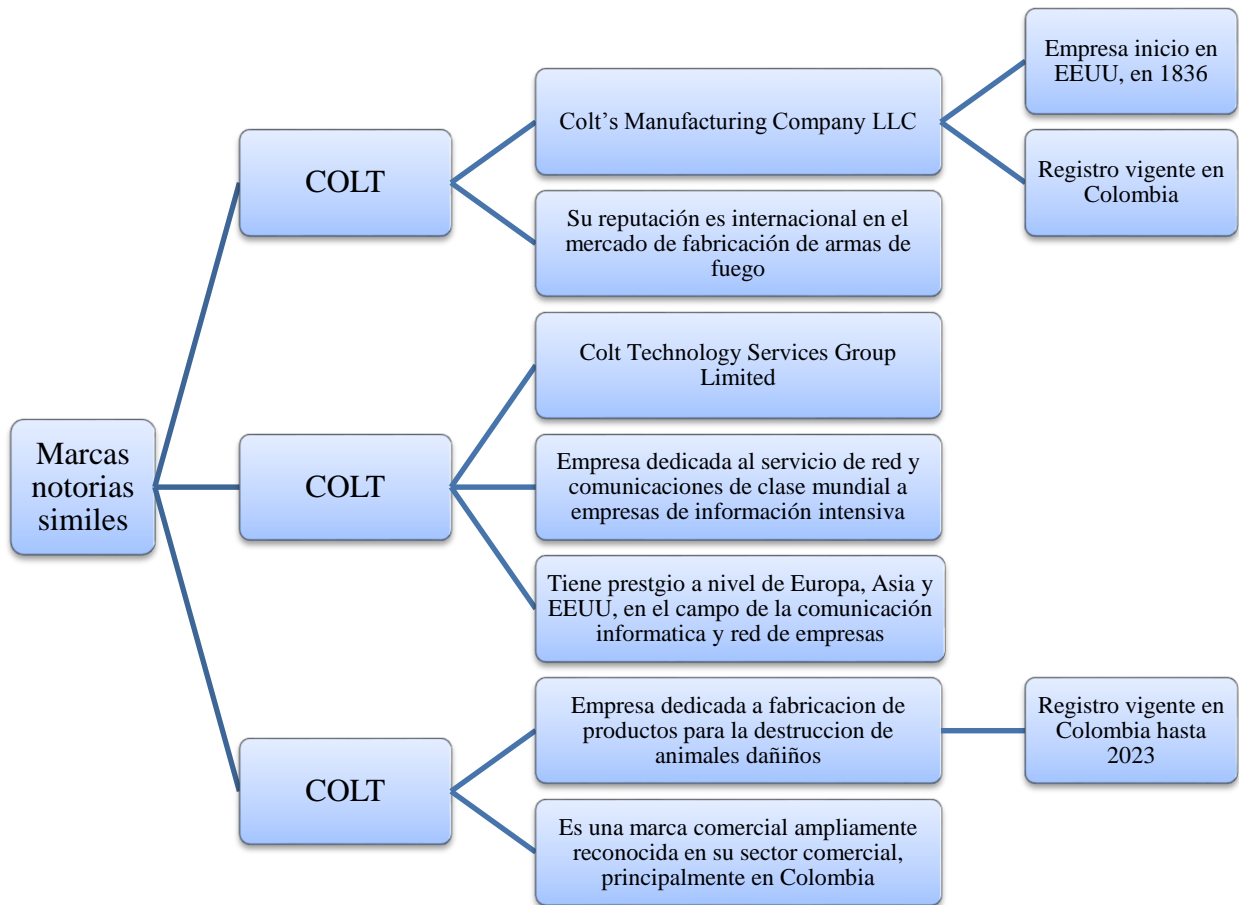 Marcas
notorias
similes
COLT
Colt’s Manufacturing Company LLC
Empresa inicio en
EEUU, en 1836
Registro vigente en
Colombia
Su reputación es internacional en el
mercado de fabricación de armas de
fuego
COLT
Colt Technology Services Group
Limited
Empresa dedicada al servicio de red y
comunicaciones de clase mundial a
empresas de información intensiva
Tiene prestgio a nivel de Europa, Asia y
EEUU, en el campo de la comunicación
informatica y red de empresas
COLT
Empresa dedicada a fabricacion de
productos para la destruccion de
animales dañiños
Registro vigente en
Colombia hasta
2023
Es una marca comercial ampliamente
reconocida en su sector comercial,
principalmente en Colombia